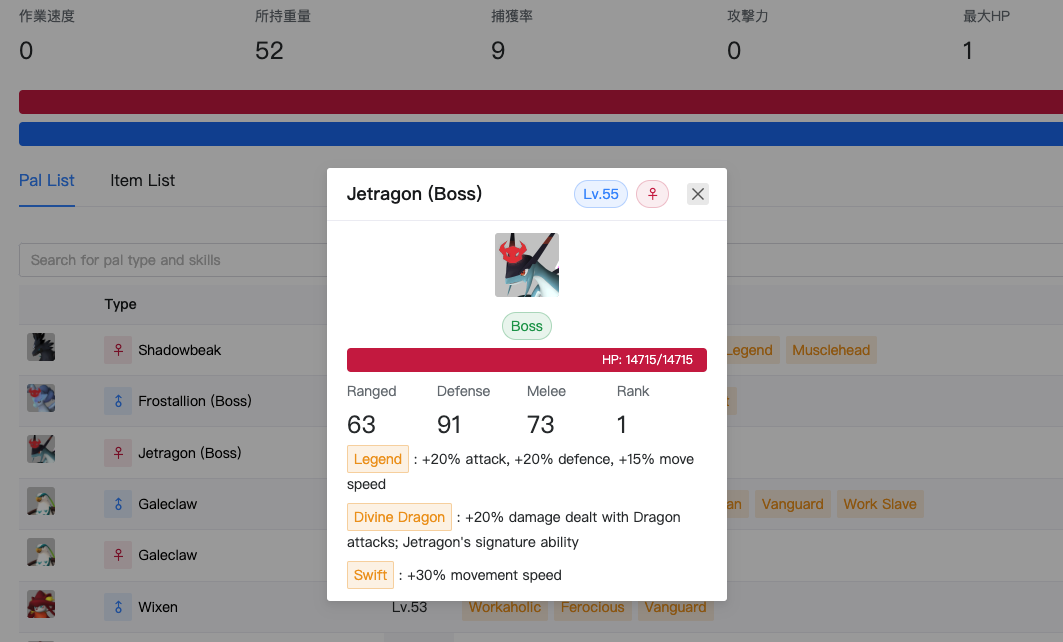 作業速度 所持重量 捕獲率 攻撃力 最大HP
0 52 9 0 1
Pal List Item List
Jetragon (Boss) Lv.55
Search for pal type and skills
Boss
Type
HP: 14715/14715
Shadowbeak Legend Musclehead
Ranged Defense Melee Rank
Frostallion (Boss)
63 91 73 1
Jetragon (Boss)
Legend : +20% attack, +20% defence, +15% move
speed
Galeclaw Vanguard Work Slave
Divine Dragon : +20% damage dealt with Dragon
attacks; Jetragon's signature ability
Galeclaw
Swift : +30% movement speed
Wixen Lv.53 Workaholic Ferocious Vanguard